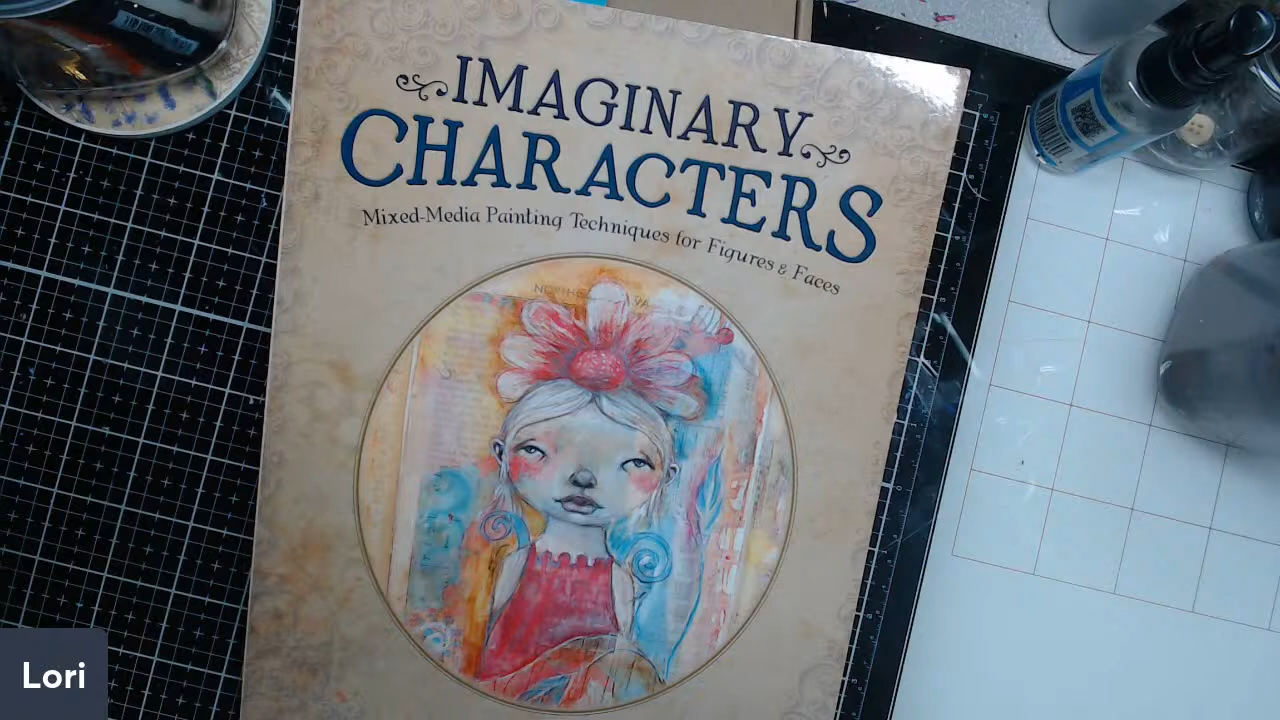 IMAGINARY
CHARACTERS
Mixed-Media Painting Techniques for Figures & Faces
Lori